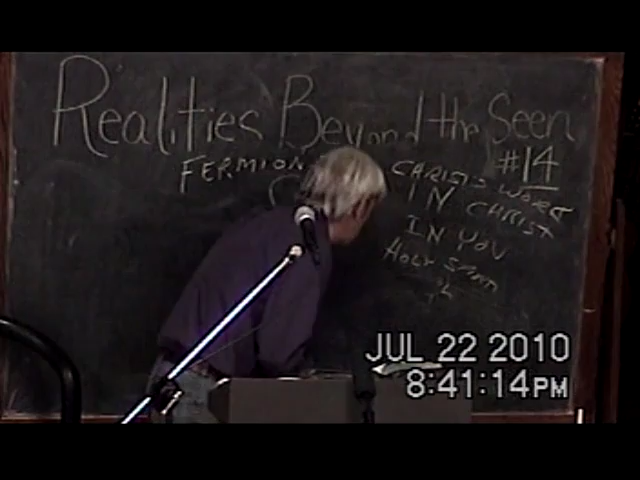 Realities Beyond the Seen
#14
FERMION
CHRIST'S WORK
IN CHRIST
IN YOU
HOLY SPIRIT
JUL 22 2010
8:41:14PM